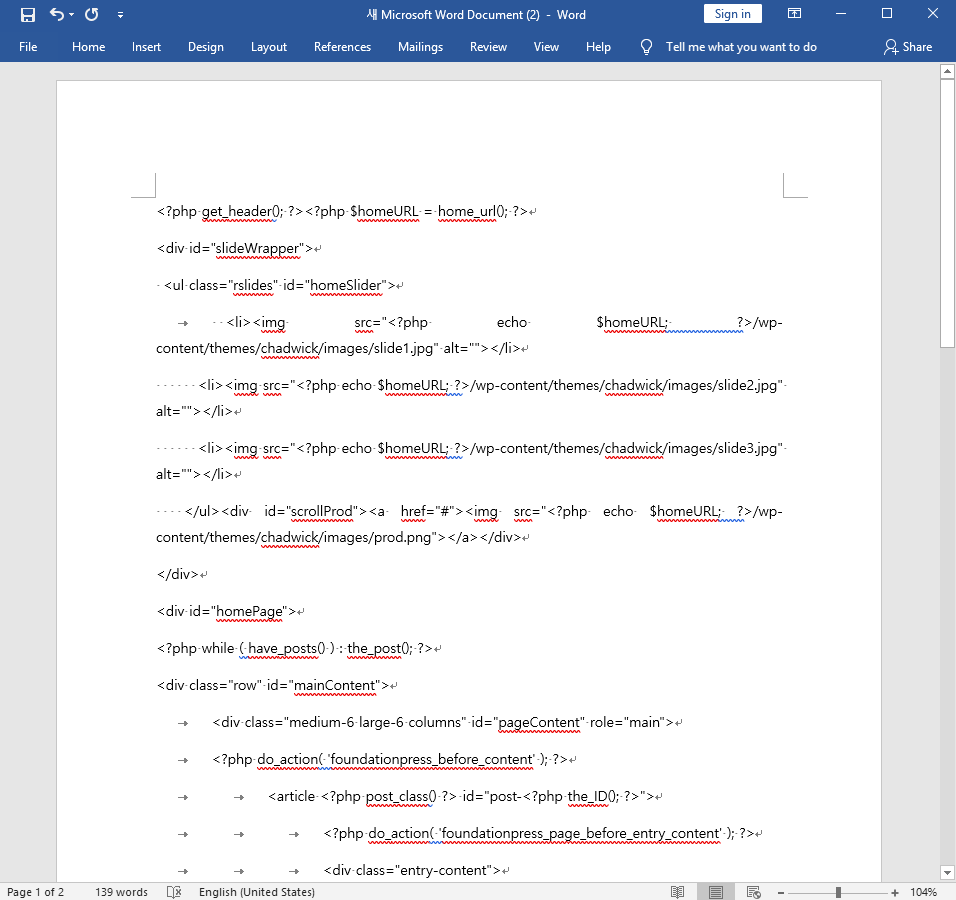 새 Microsoft Word Document (2) - Word
Sign in
File Home Insert Design Layout References Mailings Review View Help Tell me what you want to do Share
<?php get_header(); ?><?php $homeURL = home_url(); ?>
<div id="slideWrapper">
<ul class="rslides" id="homeSlider">
<li><img src="<?php echo $homeURL; ?>/wp-
content/themes/chadwick/images/slide1.jpg" alt=""></li>
<li><img src="<?php echo $homeURL; ?>/wp-content/themes/chadwick/images/slide2.jpg"
alt=""></li>
<li><img src="<?php echo $homeURL; ?>/wp-content/themes/chadwick/images/slide3.jpg"
alt=""></li>
</ul><div id="scrollProd"><a href="#"><img src="<?php echo $homeURL; ?>/wp-
content/themes/chadwick/images/prod.png"></a></div>
</div>
<div id="homePage">
<?php while ( have_posts() ) : the_post(); ?>
<div class="row" id="mainContent">
<div class="medium-6 large-6 columns" id="pageContent" role="main">
<?php do_action( 'foundationpress_before_content' ); ?>
<article <?php post_class() ?> id="post-<?php the_ID(); ?>">
<?php do_action( 'foundationpress_page_before_entry_content' ); ?>
<div class="entry-content">
Page 1 of 2 139 words English (United States) 104%